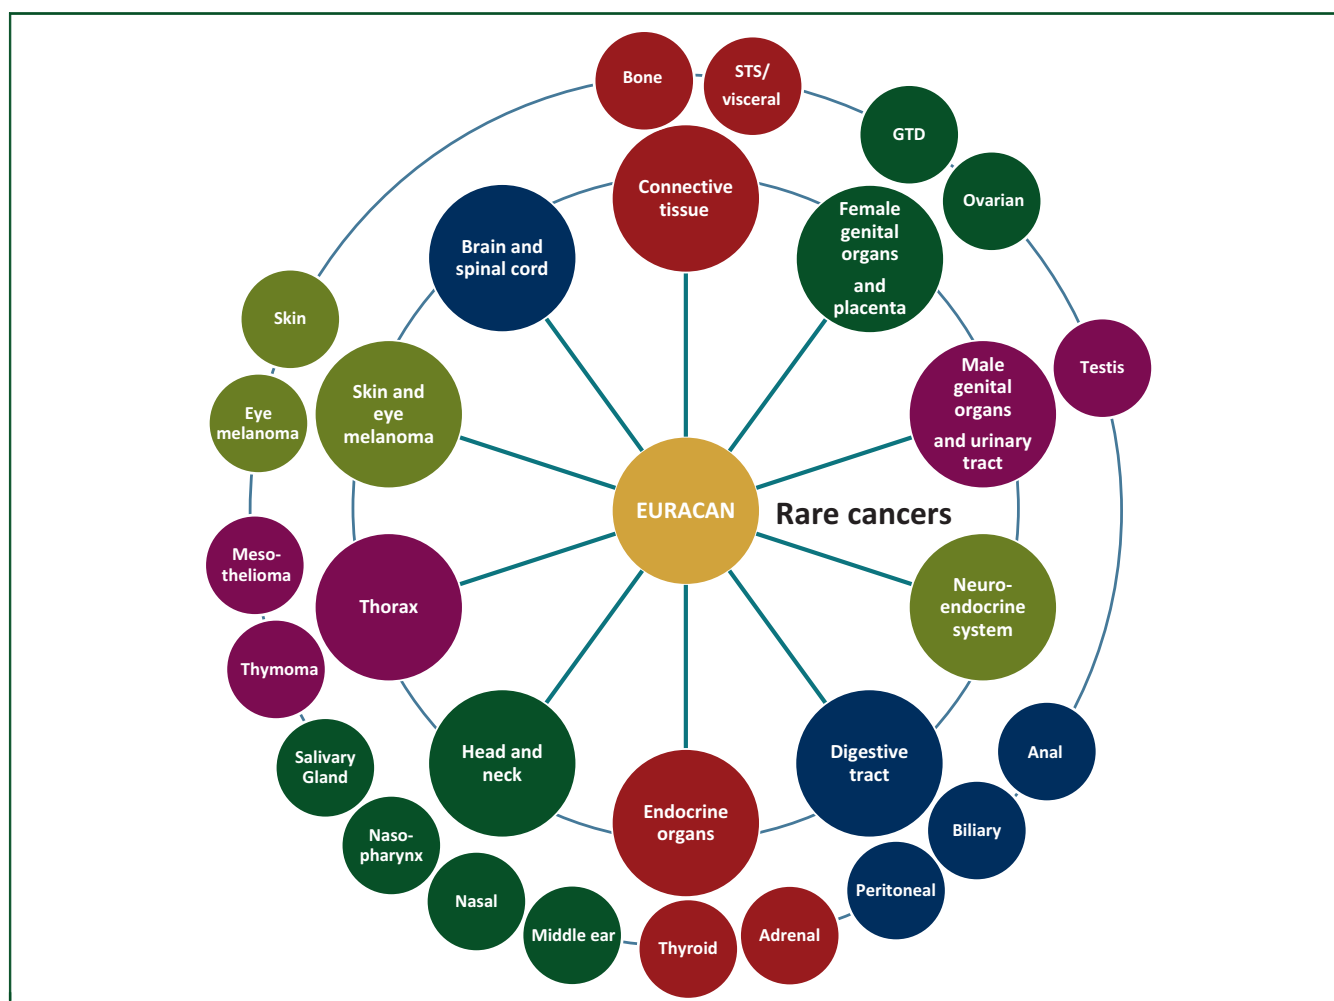 Bone
STS/
visceral
GTD
Ovarian
Connective
tissue
Female
genital
organs
and
placenta
Brain and
spinal cord
Skin
Testis
Male
genital
organs
and urinary
tract
Skin and
eye
melanoma
Eye
melanoma
EURACAN
Rare cancers
Meso-
thelioma
Thorax
Neuro-
endocrine
system
Thymoma
Salivary
Gland
Head and
neck
Digestive
tract
Anal
Endocrine
organs
Biliary
Naso-
pharynx
Peritoneal
Nasal
Middle ear
Thyroid
Adrenal